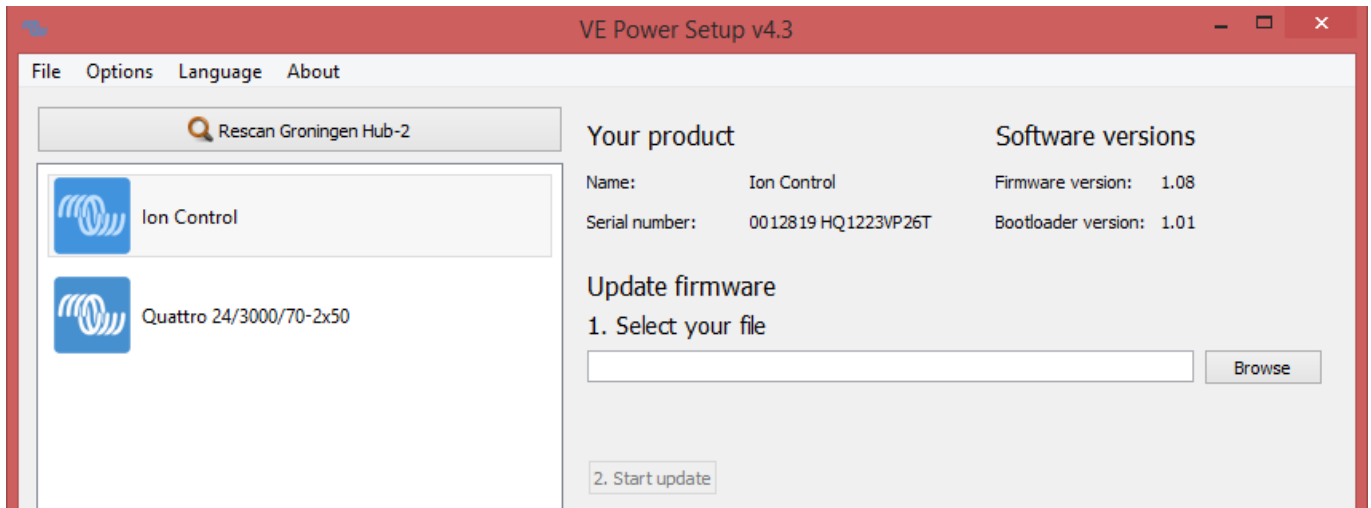 VE Power Setup v4.3
File Options Language About
Rescan Groningen Hub-2
Ion Control
Quattro 24/3000/70-2x50
Your product
Name: Ion Control
Serial number: 0012819 HQ1223VP26T
Software versions
Firmware version: 1.08
Bootloader version: 1.01
Update firmware
1. Select your file
Browse
2. Start update